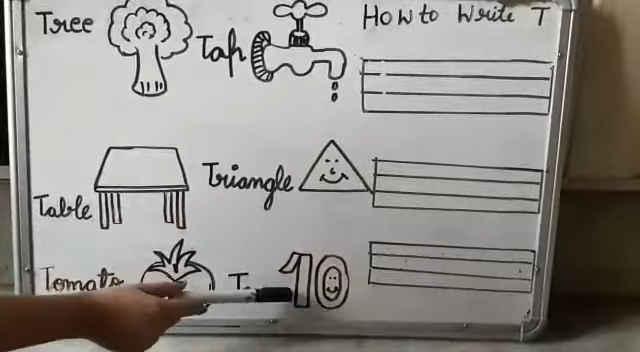 Tree
Tap
How to Write T
Table
Triangle
Tomato
T
10